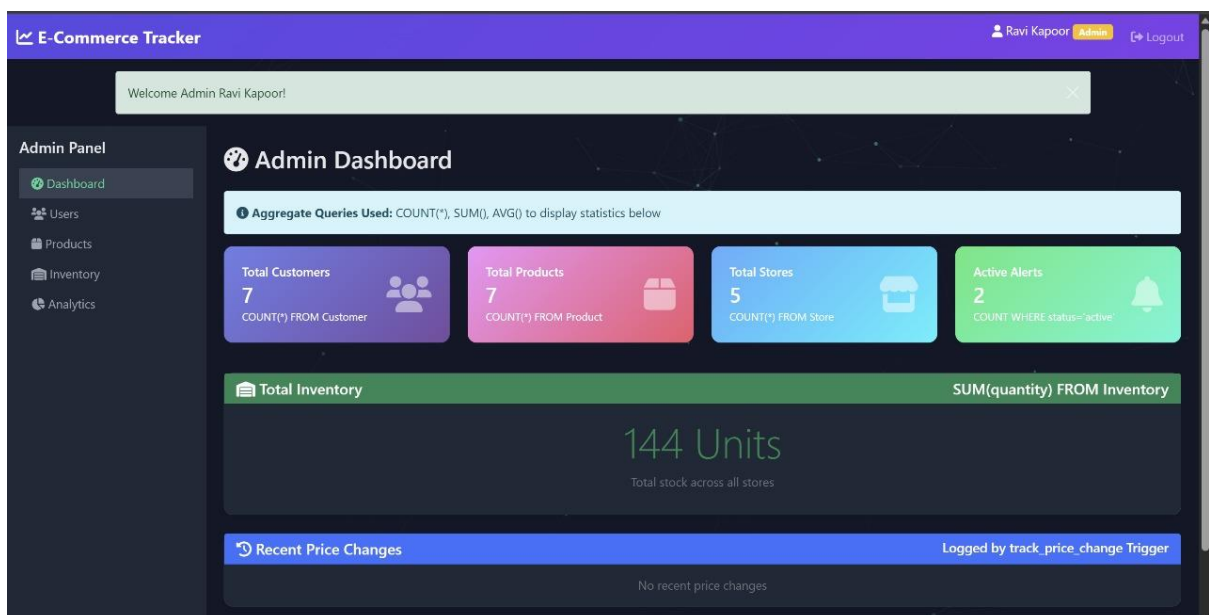 E-Commerce Tracker
Ravi Kapoor Admin Logout
Welcome Admin Ravi Kapoor!
Admin Panel
Dashboard
Users
Products
Inventory
Analytics
Admin Dashboard
Aggregate Queries Used: COUNT(*), SUM(), AVG() to display statistics below
Total Customers
7
COUNT(*) FROM Customer
Total Products
7
COUNT(*) FROM Product
Total Stores
5
COUNT(*) FROM Store
Active Alerts
2
COUNT WHERE status='active'
Total Inventory
SUM(quantity) FROM Inventory
144 Units
Total stock across all stores
Recent Price Changes
Logged by track_price_change Trigger
No recent price changes